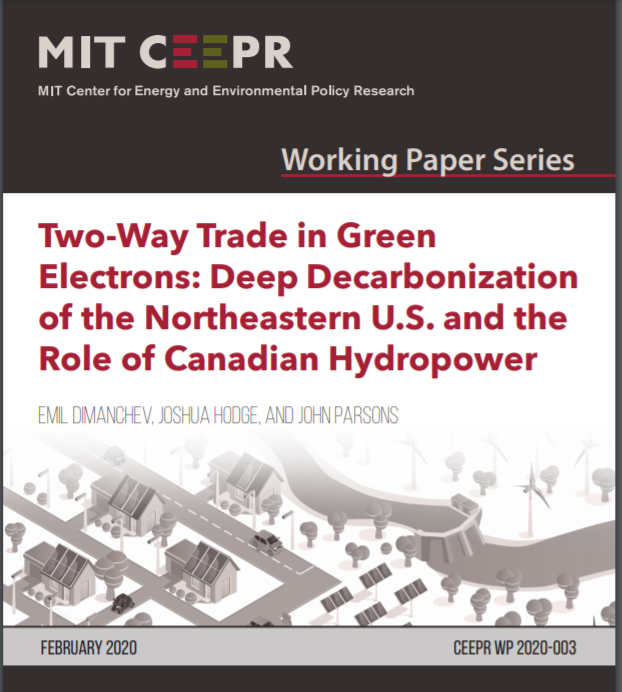 MIT CEEPR
MIT Center for Energy and Environmental Policy Research
Working Paper Series
Two-Way Trade in Green
Electrons: Deep Decarbonization
of the Northeastern U.S. and the
Role of Canadian Hydropower
EMIL DIMANCHEV, JOSHUA HODGE, AND JOHN PARSONS
FEBRUARY 2020
CEEPR WP 2020-003